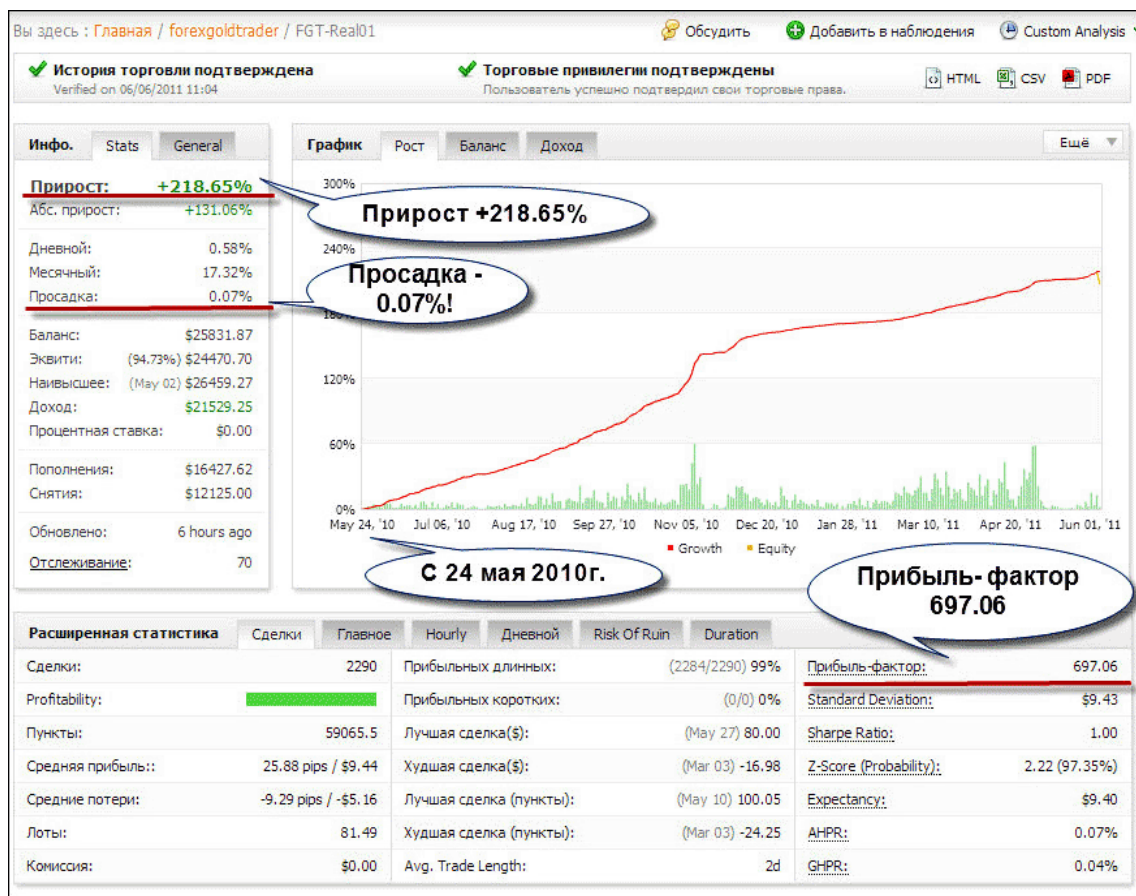 Вы здесь : Главная / forexgoldtrader / FGT-Real01 Обсудить Добавить в наблюдения Custom Analysis
История торговли подтверждена Торговые привилегии подтверждены
Verified on 06/06/2011 11:04 Пользователь успешно подтвердил свои торговые права. HTML CSV PDF
Инфо. Stats General
Прирост: +218.65%
Абс. прирост: +131.06%
Дневной: 0.58%
Месячный: 17.32%
Просадка: 0.07%
Баланс: $25831.87
Эквити: (94.73%) $24470.70
Наивысшее: (May 02) $26459.27
Доход: $21529.25
Процентная ставка: $0.00
Пополнения: $16427.62
Снятия: $12125.00
Обновлено: 6 hours ago
Отслеживание: 70
График Рост Баланс Доход Ещё
300%
Прирост +218.65%
240%
Просадка -
0.07%!
180%
120%
60%
0%
May 24, '10 Jul 06, '10 Aug 17, '10 Sep 27, '10 Nov 05, '10 Dec 20, '10 Jan 28, '11 Mar 10, '11 Apr 20, '11 Jun 01, '11
Growth Equity
С 24 мая 2010г.
Прибыль- фактор
697.06
Расширенная статистика Сделки Главное Hourly Дневной Risk Of Ruin Duration
Сделки: 2290 Прибыльных длинных: (2284/2290) 99% Прибыль-фактор: 697.06
Profitability: Прибыльных коротких: (0/0) 0% Standard Deviation: $9.43
Пункты: 59065.5 Лучшая сделка($): (May 27) 80.00 Sharpe Ratio: 1.00
Средняя прибыль:: 25.88 pips / $9.44 Худшая сделка($): (Mar 03) -16.98 Z-Score (Probability): 2.22 (97.35%)
Средние потери: -9.29 pips / -$5.16 Лучшая сделка (пункты): (May 10) 100.05 Expectancy: $9.40
Лоты: 81.49 Худшая сделка (пункты): (Mar 03) -24.25 AHPR: 0.07%
Комиссия: $0.00 Avg. Trade Length: 2d GHPR: 0.04%